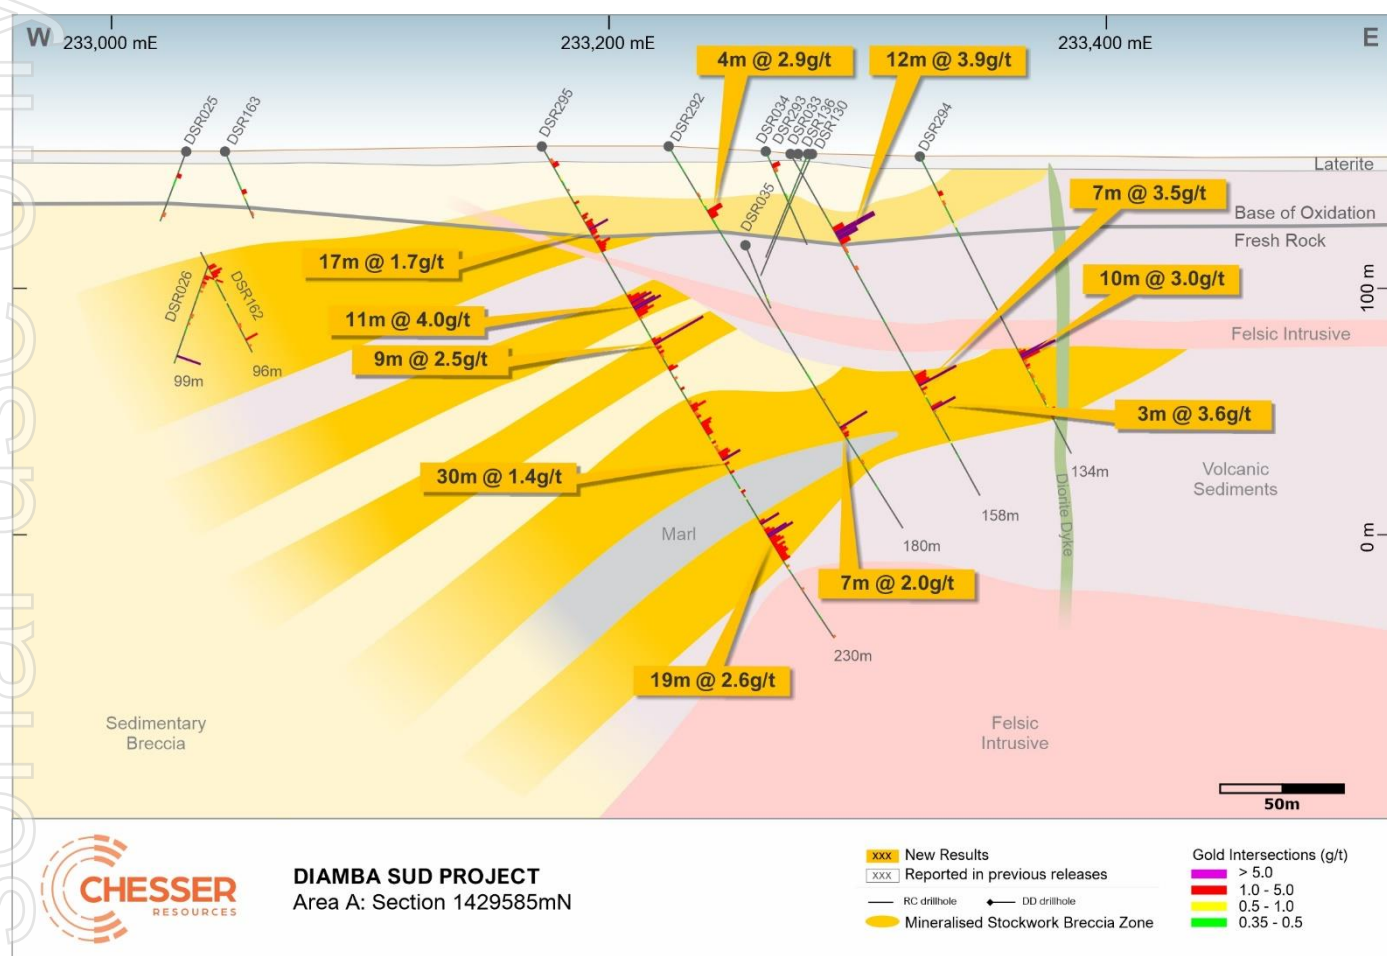 W
233,000 mE
233,200 mE
233,400 mE
E
4m @ 2.9g/t
12m @ 3.9g/t
DSR025
DSR163
DSR295
DSR292
DSR034
DSR293
DSR033
DSR136
DSR130
DSR294
DSR035
Laterite
7m @ 3.5g/t
Base of Oxidation
Fresh Rock
17m @ 1.7g/t
10m @ 3.0g/t
100 m
DSR026
DSR162
11m @ 4.0g/t
Felsic Intrusive
9m @ 2.5g/t
99m
96m
3m @ 3.6g/t
30m @ 1.4g/t
134m
Volcanic
Sediments
Diorite Dyke
158m
Marl
180m
0 m
7m @ 2.0g/t
230m
19m @ 2.6g/t
Sedimentary
Breccia
Felsic
Intrusive
50m
CHESSER
RESOURCES
DIAMBA SUD PROJECT
Area A: Section 1429585mN
XXX New Results
XXX Reported in previous releases
RC drillhole
DD drillhole
Mineralised Stockwork Breccia Zone
Gold Intersections (g/t)
> 5.0
1.0 - 5.0
0.5 - 1.0
0.35 - 0.5